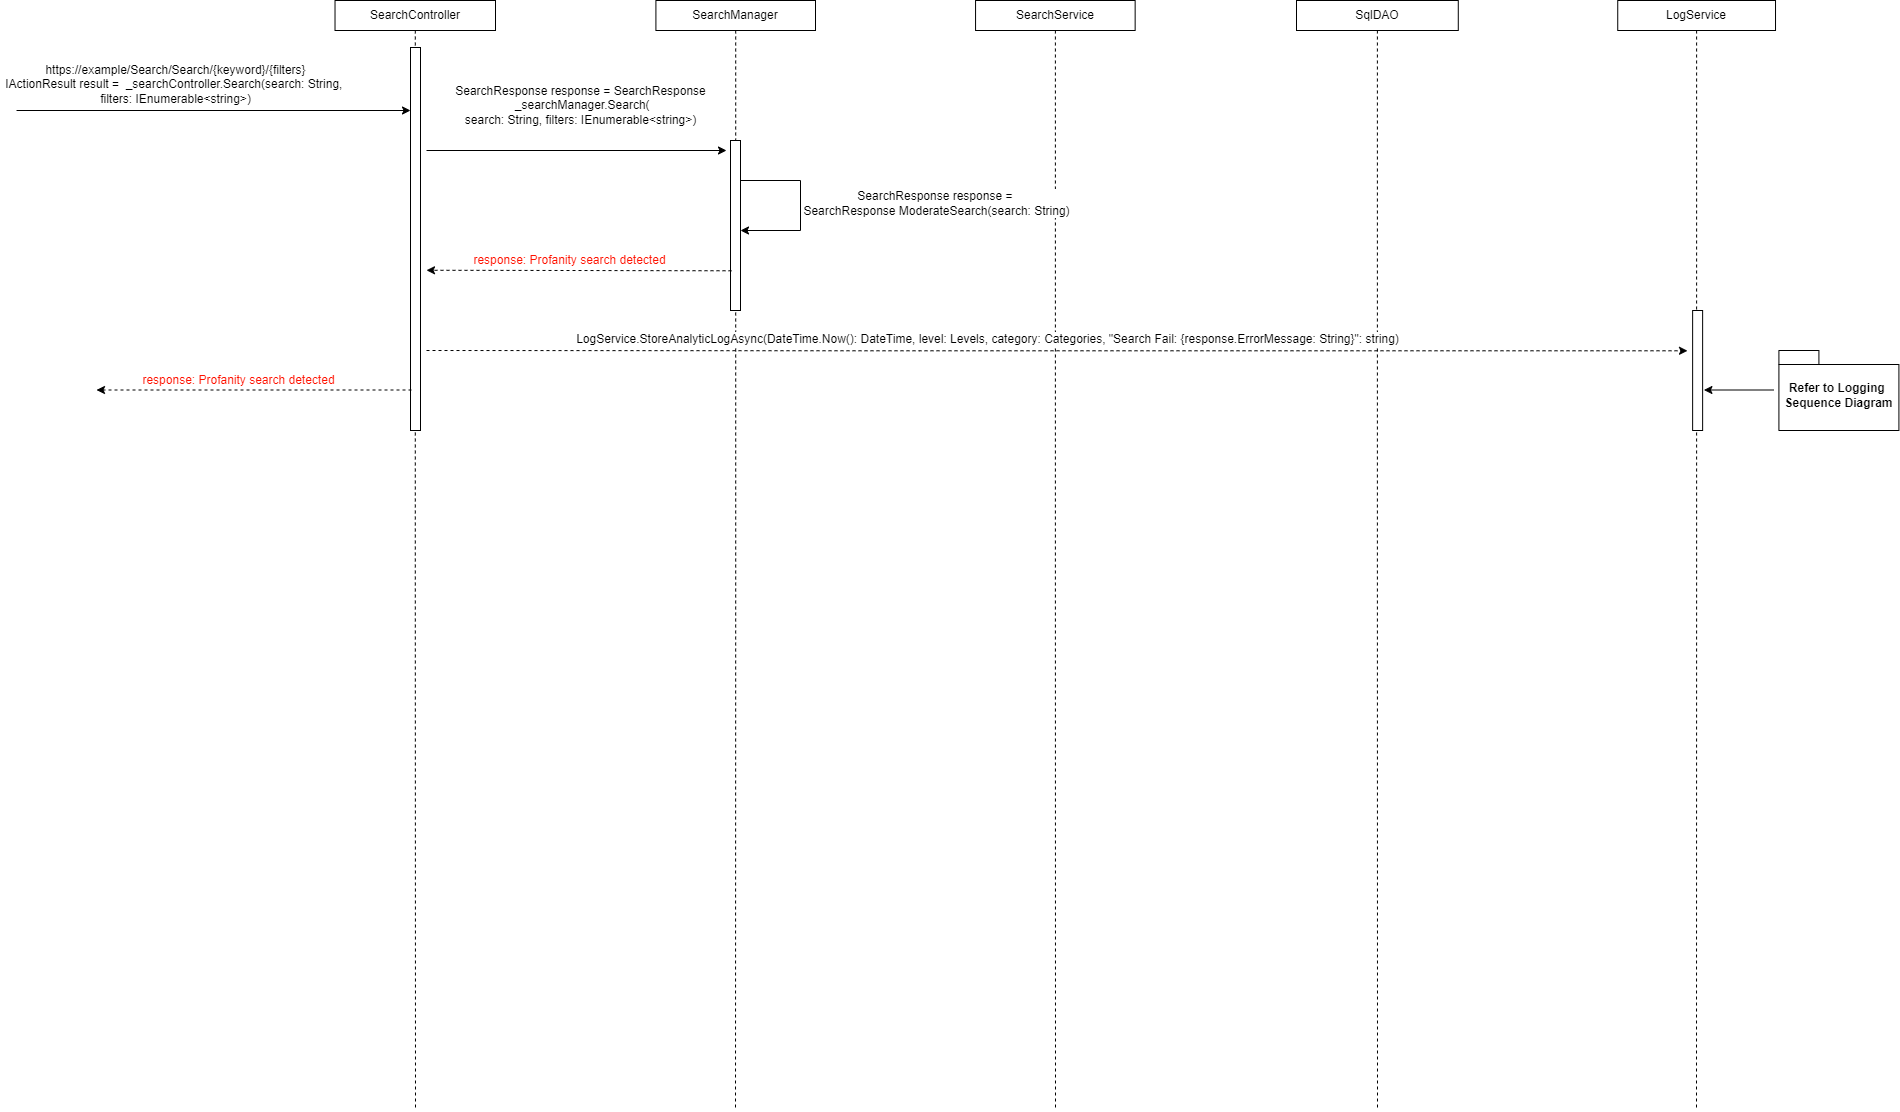 SearchController
SearchManager
SearchService
SqlDAO
LogService
https://example/Search/Search/{keyword}/{filters}
IActionResult result = _searchController.Search(search: String,
filters: IEnumerable<string>)
SearchResponse response = SearchResponse
_searchManager.Search(
search: String, filters: IEnumerable<string>)
SearchResponse response =
SearchResponse ModerateSearch(search: String)
response: Profanity search detected
LogService.StoreAnalyticLogAsync(DateTime.Now(): DateTime, level: Levels, category: Categories, "Search Fail: {response.ErrorMessage: String}": string)
response: Profanity search detected
Refer to Logging
Sequence Diagram